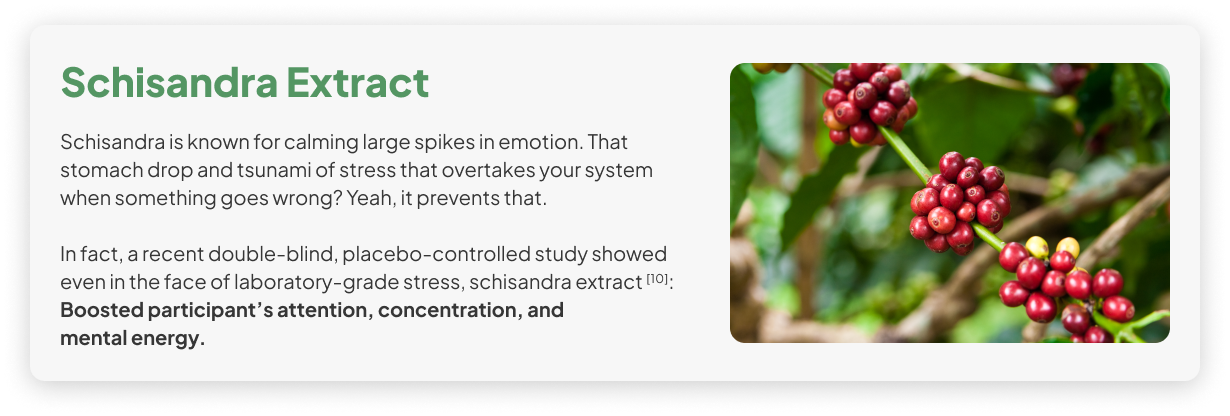 Schisandra Extract
Schisandra is known for calming large spikes in emotion. That
stomach drop and tsunami of stress that overtakes your system
when something goes wrong? Yeah, it prevents that.
In fact, a recent double-blind, placebo-controlled study showed
even in the face of laboratory-grade stress, schisandra extract [10]:
Boosted participant’s attention, concentration, and
mental energy.